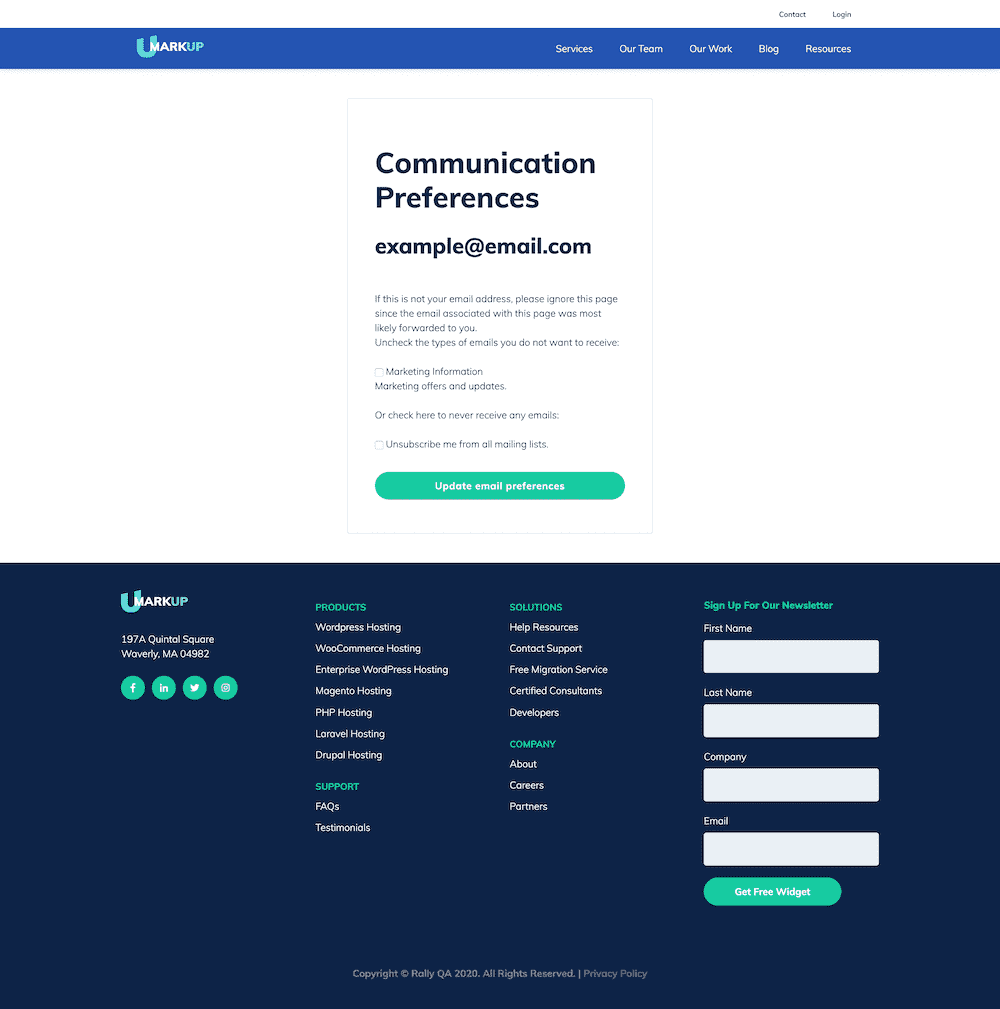 Contact Login
UMARKUP
Services Our Team Our Work Blog Resources
Communication
Preferences
example@email.com
If this is not your email address, please ignore this page
since the email associated with this page was most
likely forwarded to you.
Uncheck the types of emails you do not want to receive:
Marketing Information
Marketing offers and updates.
Or check here to never receive any emails:
Unsubscribe me from all mailing lists.
Update email preferences
UMARKUP
197A Quintal Square
Waverly, MA 04982
f in
PRODUCTS
Wordpress Hosting
WooCommerce Hosting
Enterprise WordPress Hosting
Magento Hosting
PHP Hosting
Laravel Hosting
Drupal Hosting
SUPPORT
FAQs
Testimonials
SOLUTIONS
Help Resources
Contact Support
Free Migration Service
Certified Consultants
Developers
COMPANY
About
Careers
Partners
Sign Up For Our Newsletter
First Name
Last Name
Company
Email
Get Free Widget
Copyright © Rally QA 2020. All Rights Reserved. | Privacy Policy